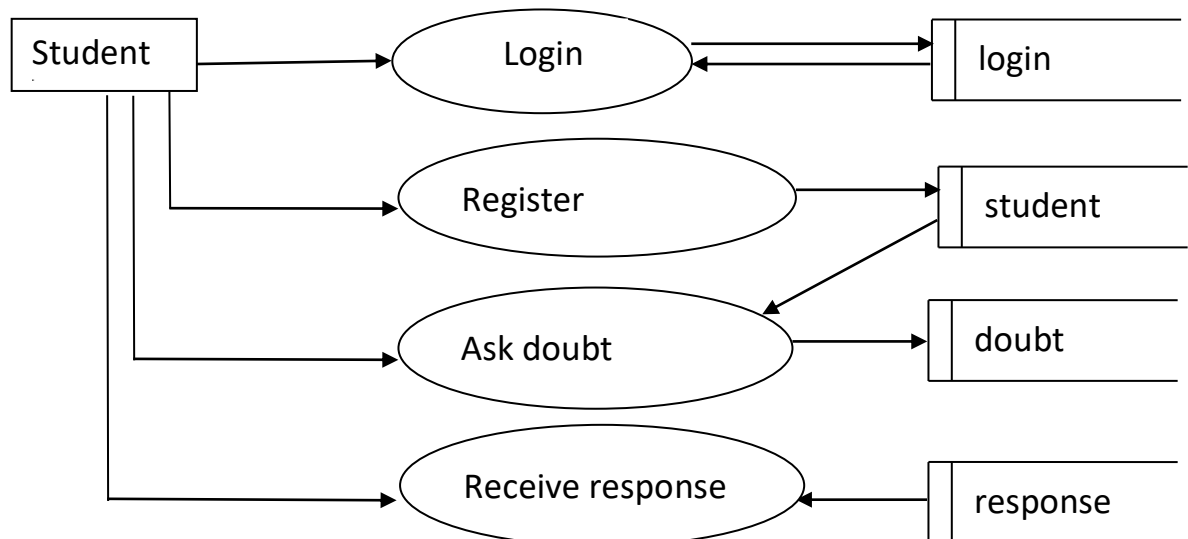 Student
Login
login
Register
student
Ask doubt
doubt
Receive response
response